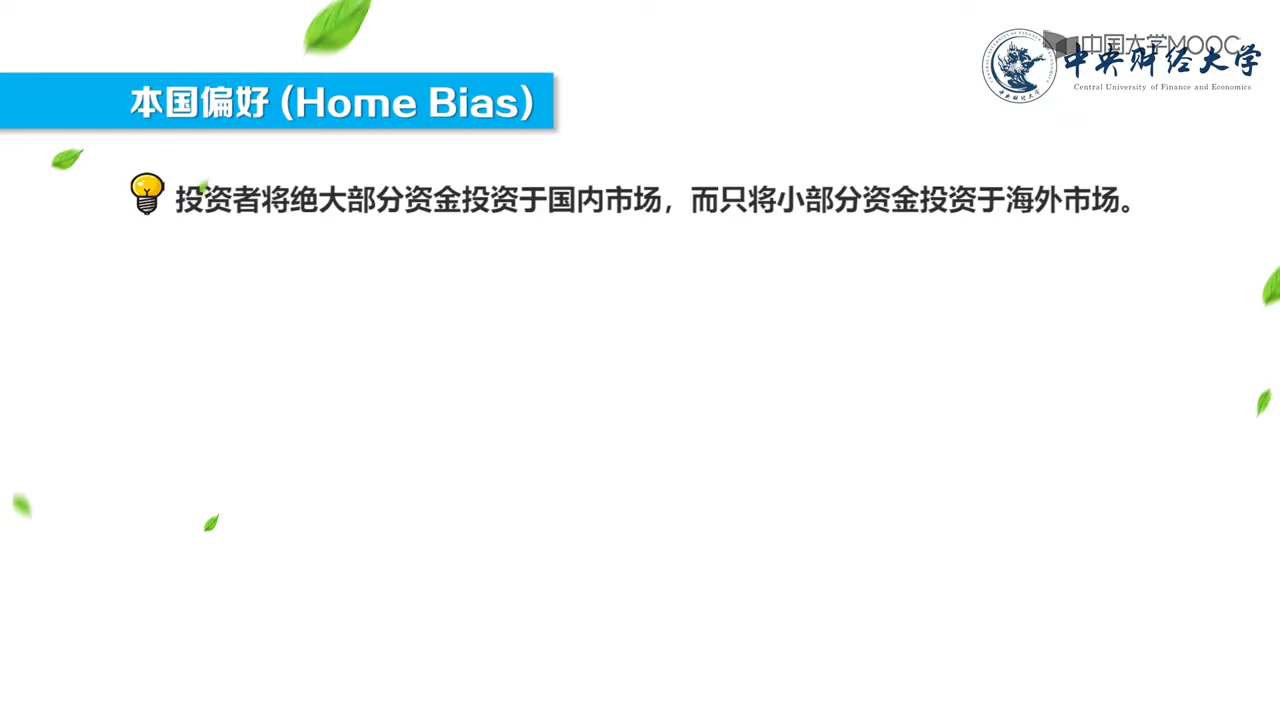 中国大学MOOC
中央财经大学
Central University of Finance and Economics
本国偏好 (Home Bias)
投资者将绝大部分资金投资于国内市场，而只将小部分资金投资于海外市场。